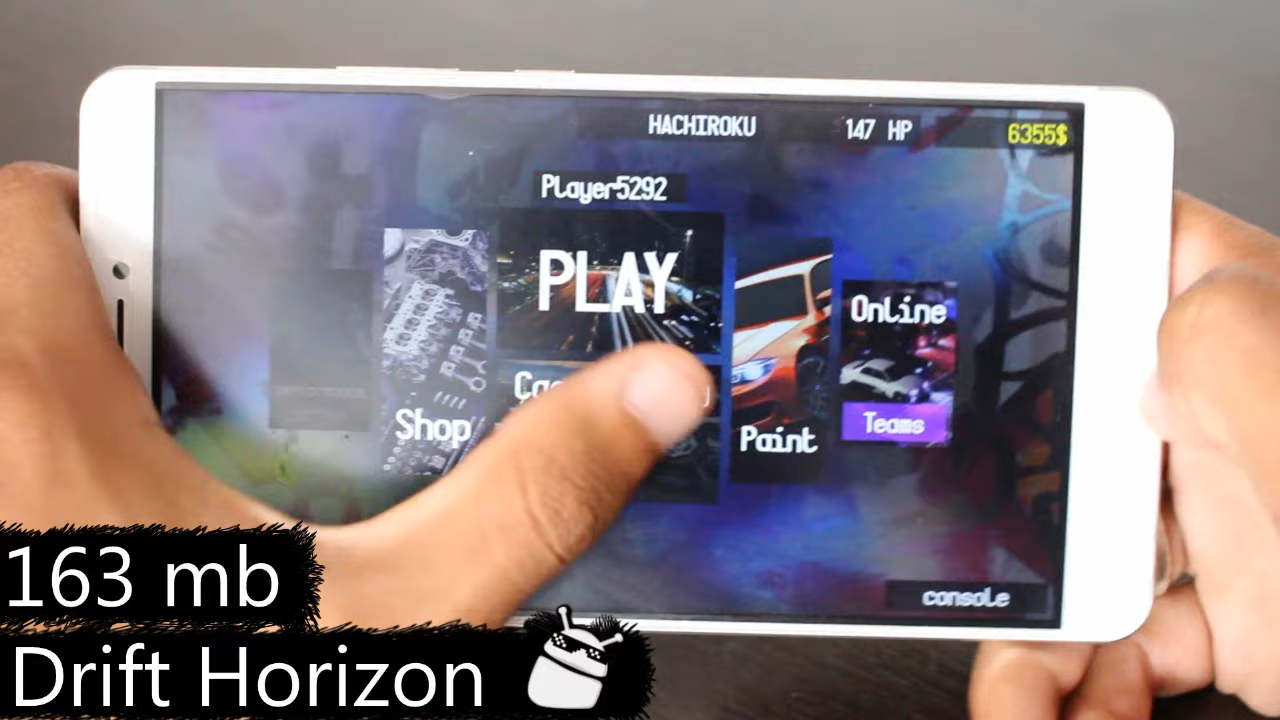 HACHIROKU 147 HP 6355$
Player5292
PLAY
Online
Shop
Paint
Teams
console
163 mb
Drift Horizon